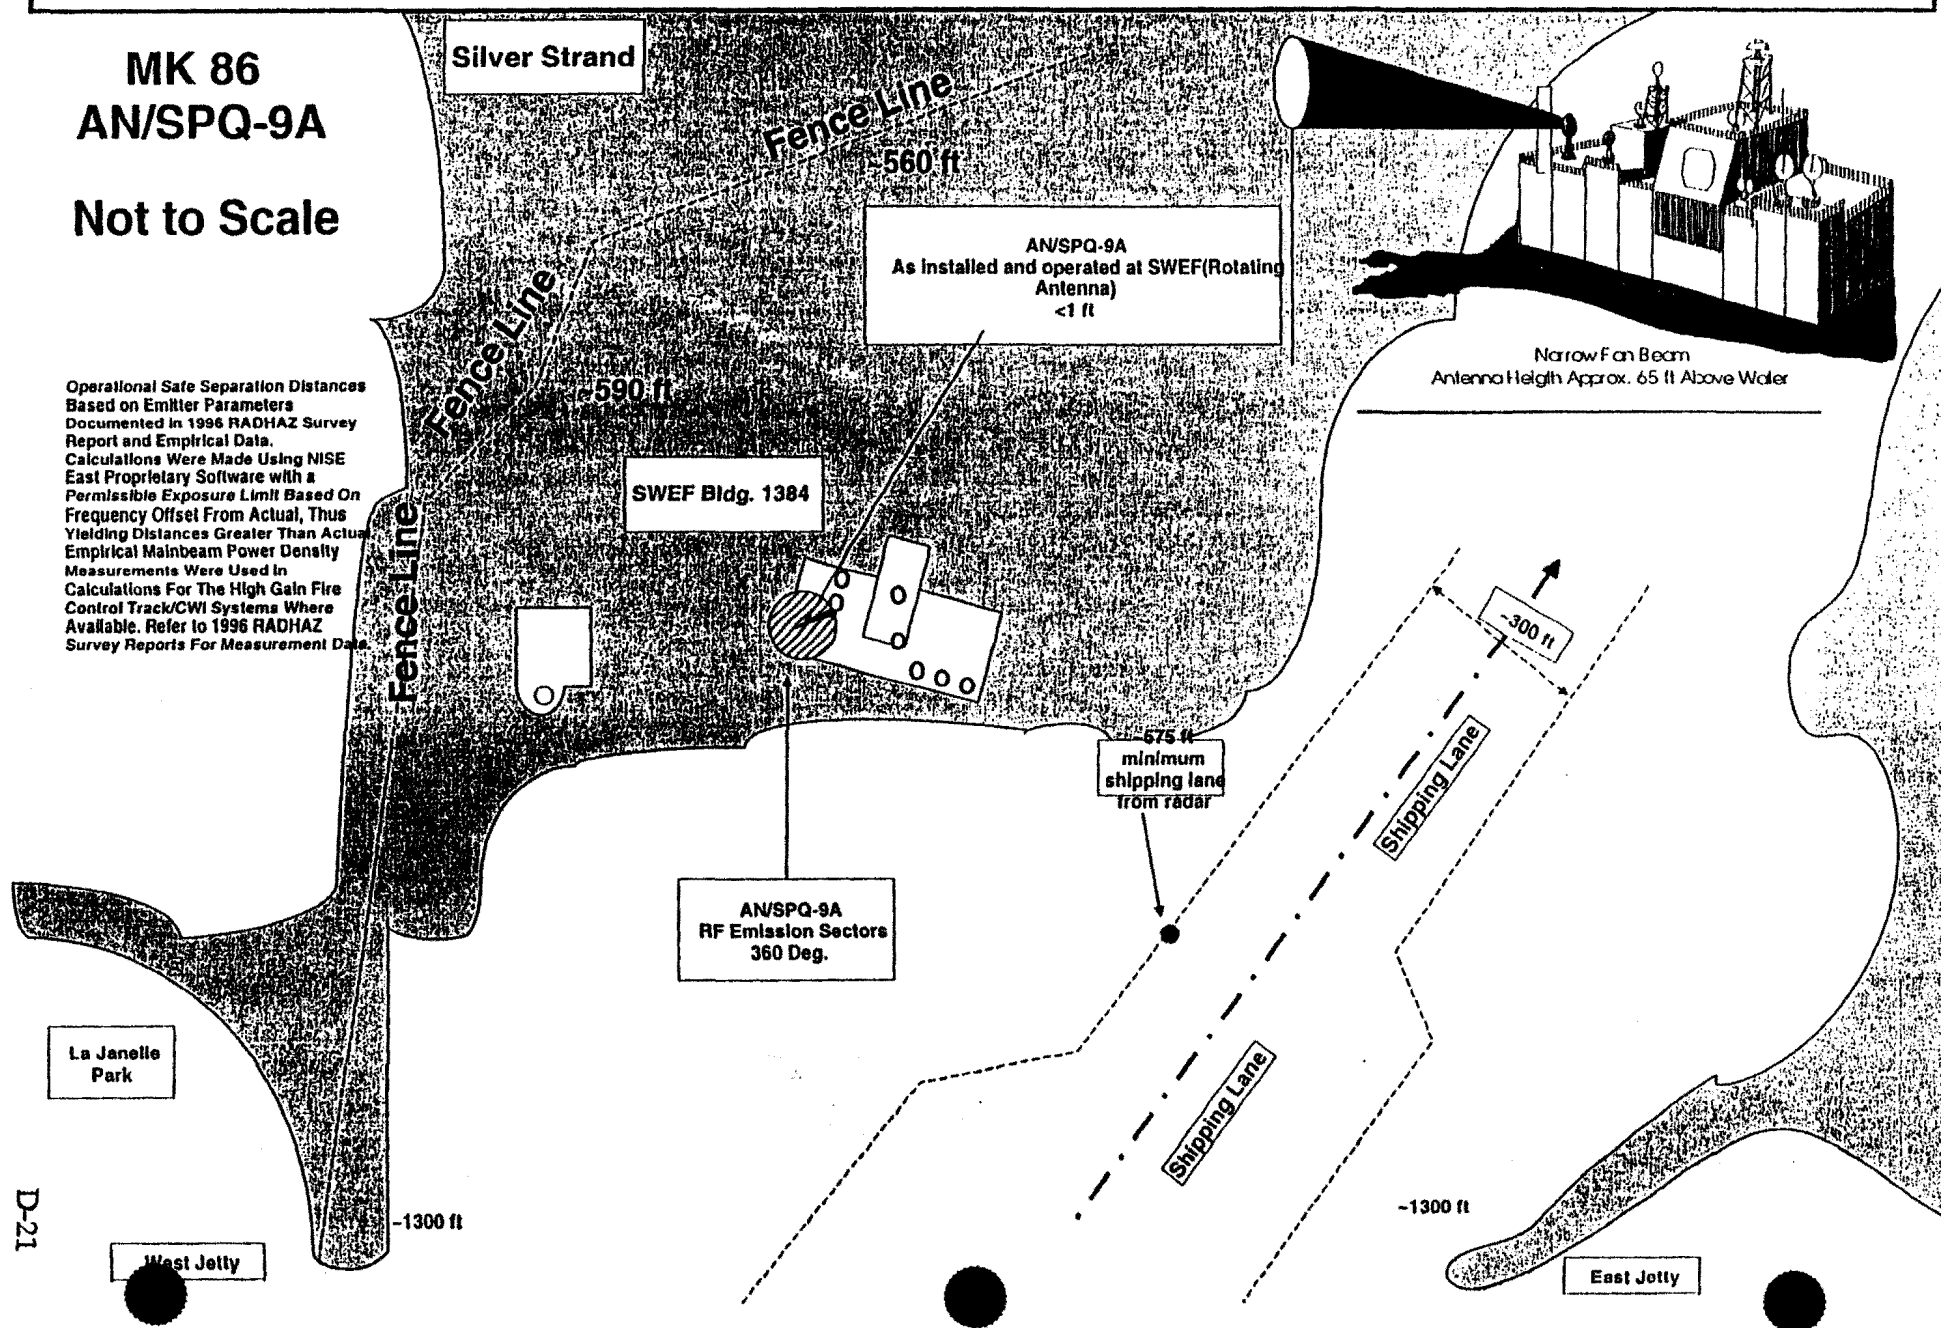 MK 86
AN/SPQ-9A
Not to Scale
Silver Strand
Fence Line
~560 ft
AN/SPQ-9A
As installed and operated at SWEF(Rotating
Antenna)
<1 ft
Narrow Fan Beam
Antenna Heigth Approx. 65 ft Above Water
Fence Line
~590 ft
Operational Safe Separation Distances
Based on Emitter Parameters
Documented in 1996 RADHAZ Survey
Report and Empirical Data.
Calculations Were Made Using NISE
East Proprietary Software with a
Permissible Exposure Limit Based On
Frequency Offset From Actual, Thus
Yielding Distances Greater Than Actual
Empirical Mainbeam Power Density
Measurements Were Used in
Calculations For The High Gain Fire
Control Track/CWI Systems Where
Available. Refer to 1996 RADHAZ
Survey Reports For Measurement Data.
Fence Line
SWEF Bldg. 1384
~300 ft
~675 ft
minimum
shipping lane
from radar
Shipping Lane
AN/SPQ-9A
RF Emission Sectors
360 Deg.
La Janelle
Park
Shipping Lane
~1300 ft
~1300 ft
West Jetty
East Jetty
D-21